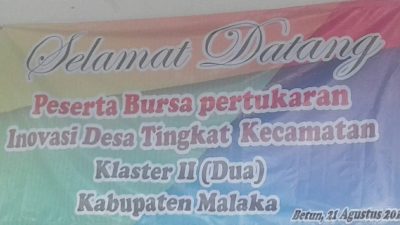 Selamat Datang
Peserta Bursa pertukaran
Inovasi Desa Tingkat Kecamatan
Klaster II (Dua)
Kabupaten Malaka
Betun, 21 Agustus